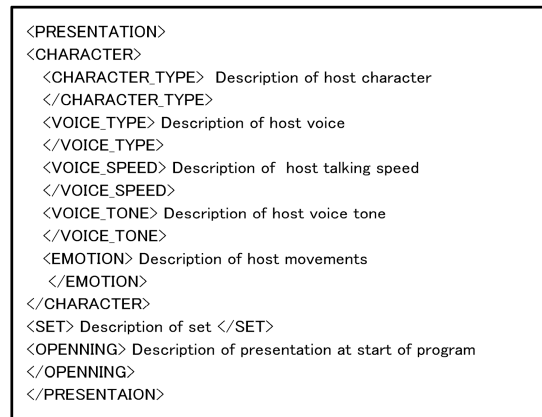 <PRESENTATION>
<CHARACTER>
<CHARACTER_TYPE> Description of host character
</CHARACTER_TYPE>
<VOICE_TYPE> Description of host voice
</VOICE_TYPE>
<VOICE_SPEED> Description of host talking speed
</VOICE_SPEED>
<VOICE_TONE> Description of host voice tone
</VOICE_TONE>
<EMOTION> Description of host movements
</EMOTION>
</CHARACTER>
<SET> Description of set </SET>
<OPENNING> Description of presentation at start of program
</OPENNING>
</PRESENTAION>